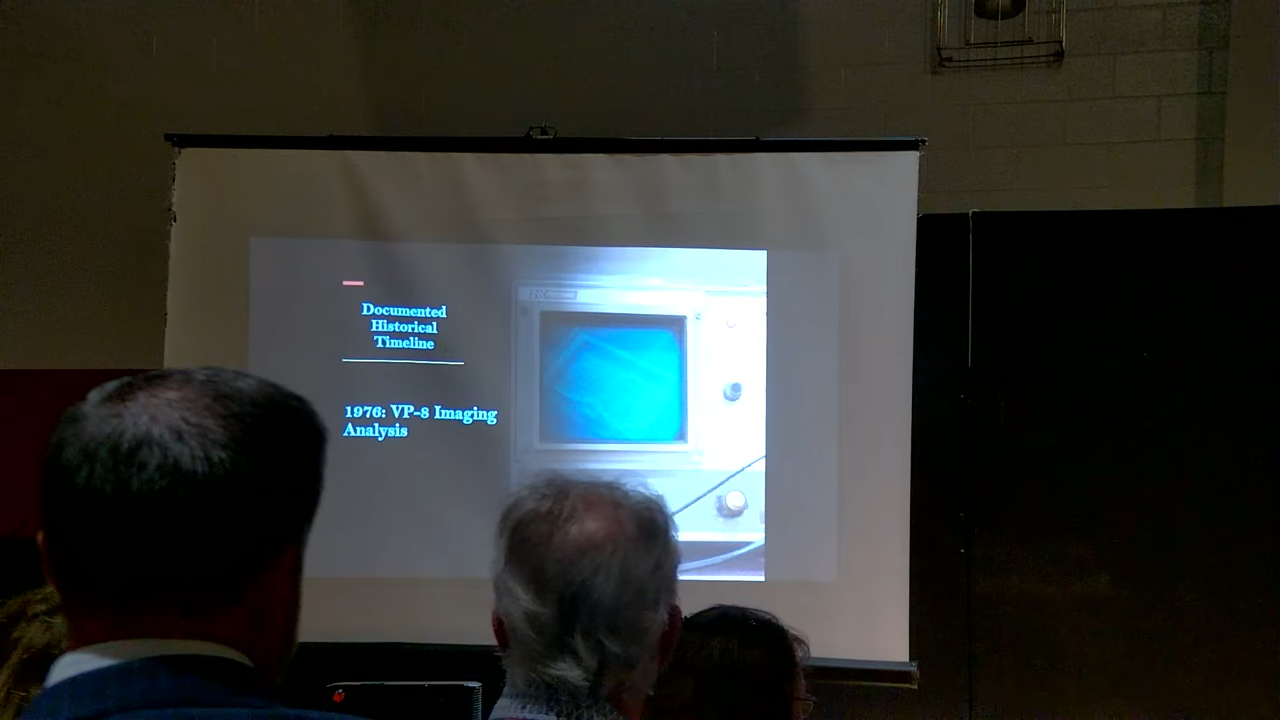 Documented
Historical
Timeline
1976: VP-8 Imaging
Analysis